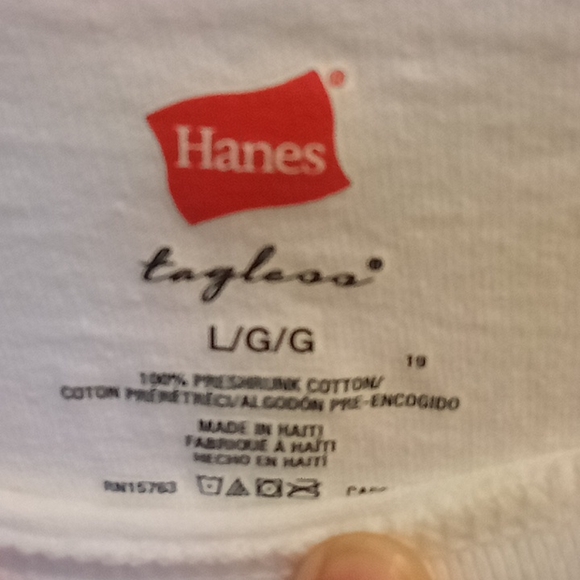 Hanes®
tagless®
L/G/G
19
100% PRESHRUNK COTTON/
COTON PRÉRÉTRÉCI/ALGODÓN PRE-ENCOGIDO
MADE IN HAITI
FABRIQUÉ À HAÏTI
HECHO EN HAITÍ
RN15763